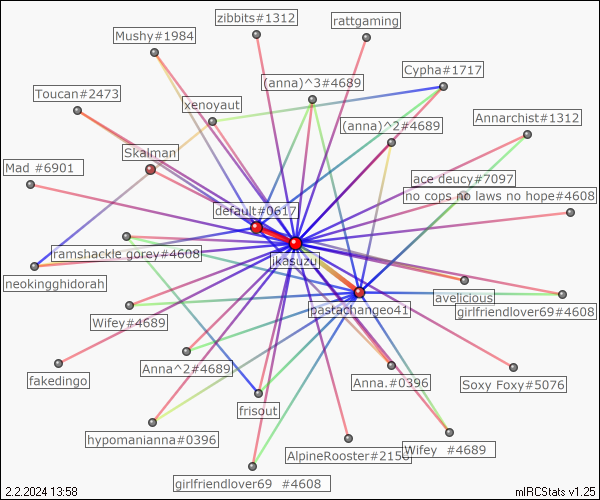 zibbits#1312
rattgaming
Mushy#1984
Cypha#1717
(anna)^3#4689
Toucan#2473
xenoyaut
Annarchist#1312
(anna)^2#4689
Skaiman
Mad #6901
ace deucy#7097
no cops no laws no hope#4608
default#0617
ramshackle gorey#4608
jkasuzu
neokingghidorah
avelicious
pastachangeo41
girlfriendlover69#4608
Wifey#4689
Anna^2#4689
fakedingo
Anna.#0396
Soxy Foxy#5076
frisout
hypomanianna#0396
AlpineRooster#2150
Wifey #4689
girlfriendlover69 #4608
2.2.2024 13:58
mIRCStats v1.25